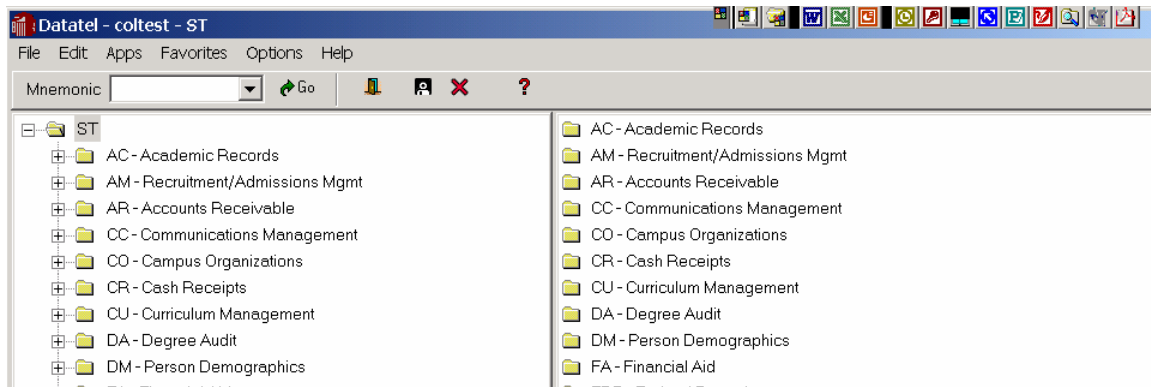 Datatel - coltest - ST
File Edit Apps Favorites Options Help
Mnemonic Go ?
ST
AC - Academic Records
AM - Recruitment/Admissions Mgmt
AR - Accounts Receivable
CC - Communications Management
CO - Campus Organizations
CR - Cash Receipts
CU - Curriculum Management
DA - Degree Audit
DM - Person Demographics
AC - Academic Records
AM - Recruitment/Admissions Mgmt
AR - Accounts Receivable
CC - Communications Management
CO - Campus Organizations
CR - Cash Receipts
CU - Curriculum Management
DA - Degree Audit
DM - Person Demographics
FA - Financial Aid